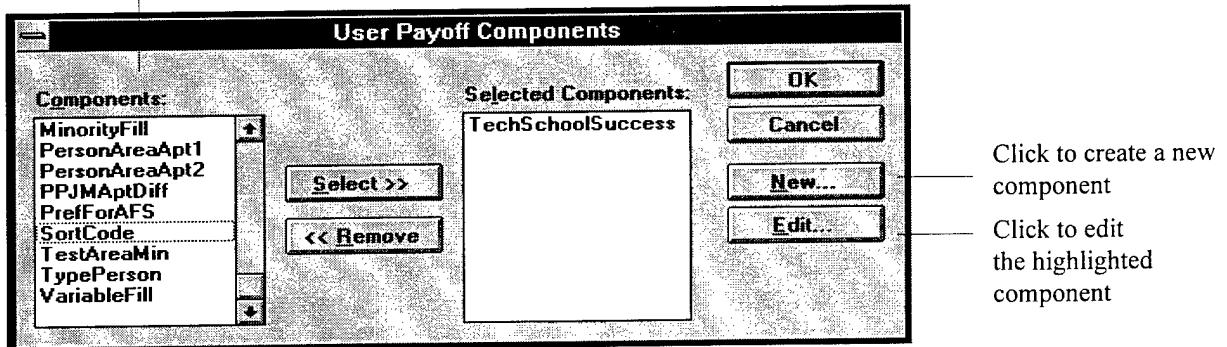 User Payoff Components
Components:
MinorityFill
PersonAreaApt1
PersonAreaApt2
PPJMAptDiff
PrefForAFS
SortCode
TestAreaMin
TypePerson
VariableFill
Select >>
<< Remove
Selected Components:
TechSchoolSuccess
OK
Cancel
New...
Edit...
Click to create a new
component
Click to edit
the highlighted
component